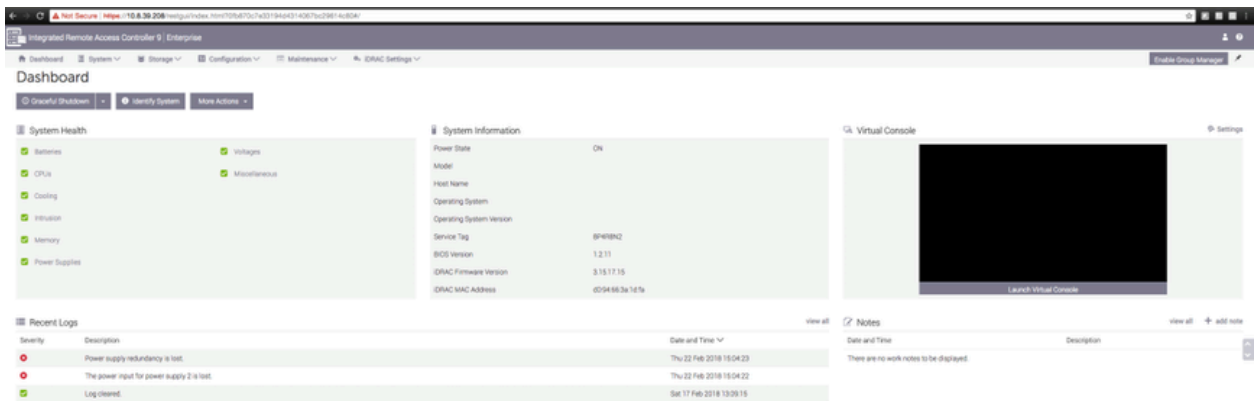 Not Secure | https://10.8.39.208/restgui/index.html
Integrated Remote Access Controller 9 | Enterprise
Dashboard System Storage Configuration Maintenance iDRAC Settings Enable Group Manager
Dashboard
Graceful Shutdown Identify System More Actions
System Health
Batteries Voltages
CPUs Miscellaneous
Cooling
Intrusion
Memory
Power Supplies
System Information
Power State ON
Model
Host Name
Operating System
Operating System Version
Service Tag
BIOS Version 1.2.11
iDRAC Firmware Version 3.15.17.15
iDRAC MAC Address
Virtual Console Settings
Launch Virtual Console
Recent Logs view all
Severity Description Date and Time
Power supply redundancy is lost. Thu 22 Feb 2018 15:04:23
The power input for power supply 2 is lost. Thu 22 Feb 2018 15:04:22
Log cleared. Sat 17 Feb 2018 13:39:15
Notes view all + add note
Date and Time Description
There are no work notes to be displayed.